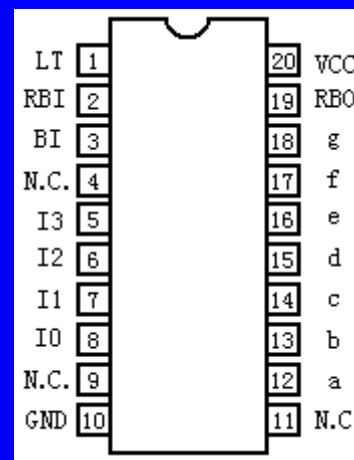 LT 1 20 VCC
RBI 2 19 RBO
BI 3 18 g
N.C. 4 17 f
I3 5 16 e
I2 6 15 d
I1 7 14 c
I0 8 13 b
N.C. 9 12 a
GND 10 11 N.C